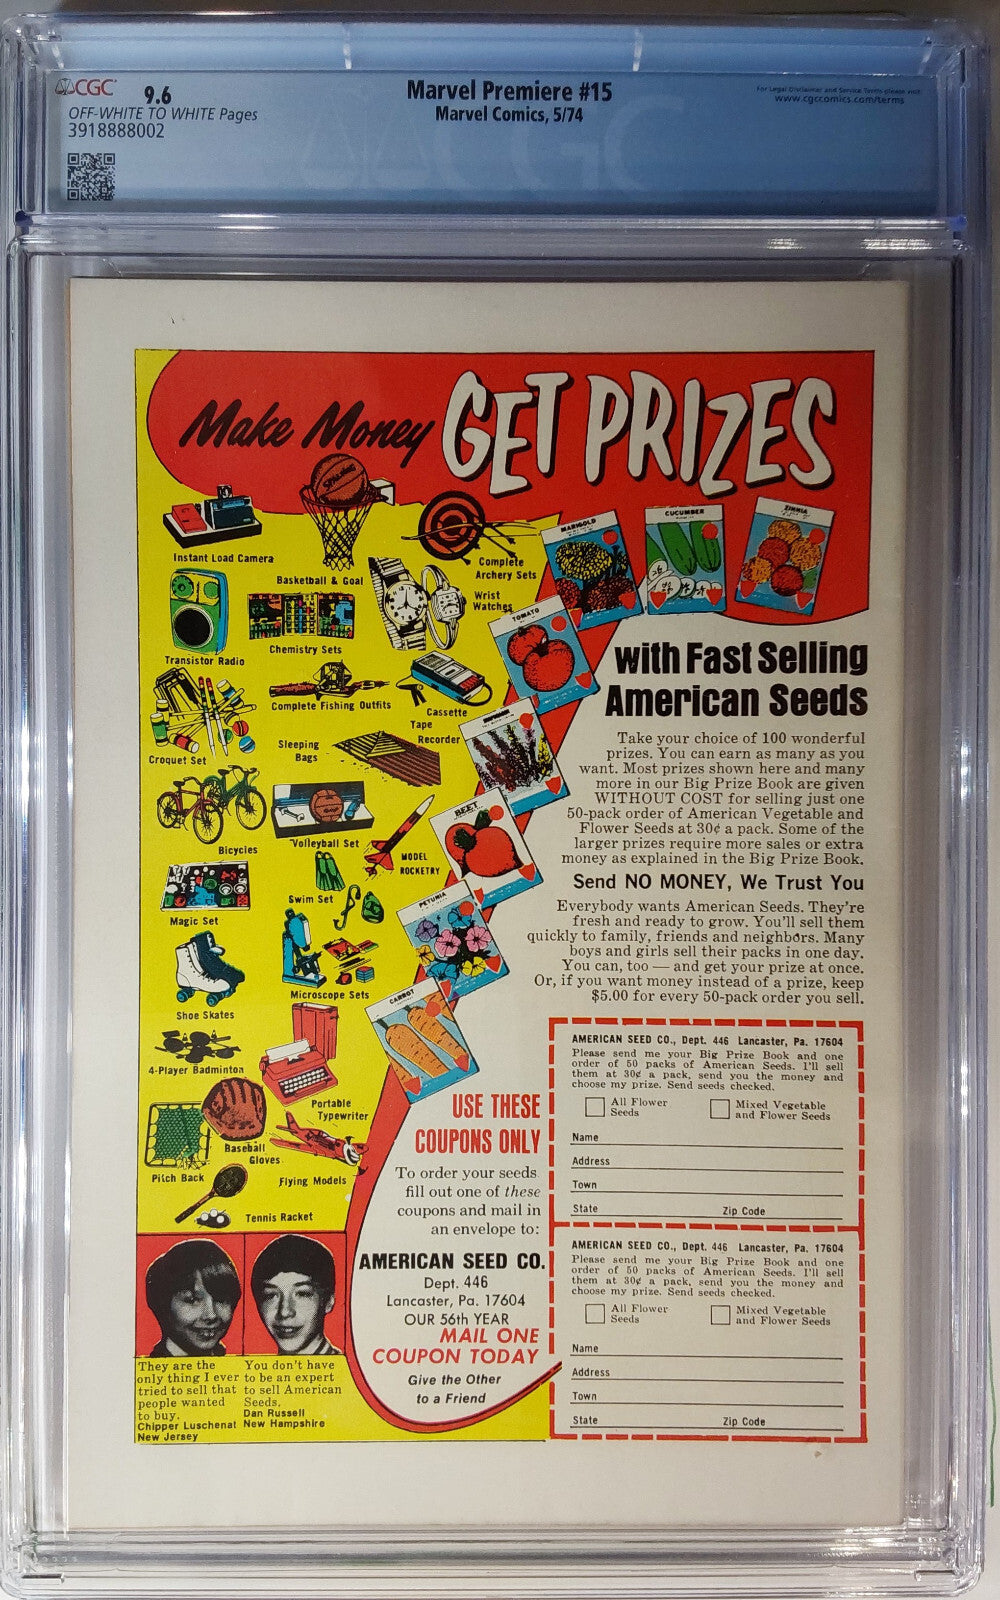 CGC 9.6
OFF-WHITE TO WHITE Pages
3918888002
Marvel Premiere #15
Marvel Comics, 5/74
For Legal Disclaimer and Service Terms please visit:
www.cgccomics.com/terms
Make Money GET PRIZES
SPALDING
Instant Load Camera
Basketball & Goal
Complete
Archery Sets
Wrist
Watches
Transistor Radio
Chemistry Sets
Complete Fishing Outfits
Cassette
Tape
Recorder
Croquet Set
Sleeping
Bags
Bicycles
Volleyball Set
MODEL
ROCKETRY
Magic Set
Swim Set
Microscope Sets
Shoe Skates
4-Player Badminton
Portable
Typewriter
Baseball
Gloves
Pitch Back
Flying Models
Tennis Racket
MARIGOLD
CUCUMBER
ZINNIA
TOMATO
BEET
PETUNIA
CARROT
with Fast Selling
American Seeds
Take your choice of 100 wonderful
prizes. You can earn as many as you
want. Most prizes shown here and many
more in our Big Prize Book are given
WITHOUT COST for selling just one
50-pack order of American Vegetable and
Flower Seeds at 30¢ a pack. Some of the
larger prizes require more sales or extra
money as explained in the Big Prize Book.
Send NO MONEY, We Trust You
Everybody wants American Seeds. They're
fresh and ready to grow. You'll sell them
quickly to family, friends and neighbors. Many
boys and girls sell their packs in one day.
You can, too — and get your prize at once.
Or, if you want money instead of a prize, keep
$5.00 for every 50-pack order you sell.
USE THESE
COUPONS ONLY
To order your seeds
fill out one of these
coupons and mail in
an envelope to:
AMERICAN SEED CO.
Dept. 446
Lancaster, Pa. 17604
OUR 56th YEAR
MAIL ONE
COUPON TODAY
Give the Other
to a Friend
AMERICAN SEED CO., Dept. 446 Lancaster, Pa. 17604
Please send me your Big Prize Book and one
order of 50 packs of American Seeds. I'll sell
them at 30¢ a pack, send you the money and
choose my prize. Send seeds checked.
All Flower
Seeds
Mixed Vegetable
and Flower Seeds
Name
Address
Town
State Zip Code
AMERICAN SEED CO., Dept. 446 Lancaster, Pa. 17604
Please send me your Big Prize Book and one
order of 50 packs of American Seeds. I'll sell
them at 30¢ a pack, send you the money and
choose my prize. Send seeds checked.
All Flower
Seeds
Mixed Vegetable
and Flower Seeds
Name
Address
Town
State Zip Code
They are the
only thing I ever
tried to sell that
people wanted
to buy.
Chipper Luschenat
New Jersey
You don't have
to be an expert
to sell American
Seeds.
Dan Russell
New Hampshire